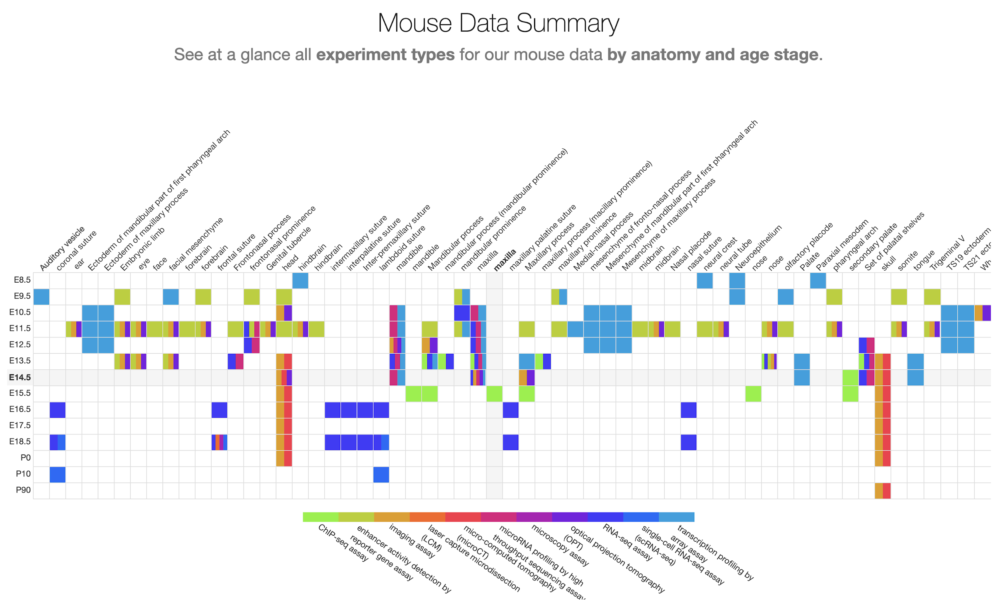 Mouse Data Summary
See at a glance all experiment types for our mouse data by anatomy and age stage.
Auditory vesicle
coronal suture
ear
Ectoderm of mandibular part of first pharyngeal arch
Ectoderm of maxillary process
Embryonic limb
eye
face
facial mesenchyme
forebrain
forebrain
frontal suture
Frontonasal process
frontonasal prominence
Genital tubercle
head
hindbrain
hindbrain
intermaxillary suture
interpalatine suture
Inter-premaxillary suture
lambdoid suture
mandible
mandible
Mandibular process
mandibular process (mandibular prominence)
mandibular prominence
maxilla
maxilla
maxillary palatine suture
Maxillary process
maxillary process (macillary prominence)
maxillary prominence
Medial-nasal process
mesenchyme of fronto-nasal process
Mesenchyme of mandibular part of first pharyngeal arch
Mesenchyme of maxillary process
midbrain
midbrain
Nasal placode
nasal suture
neural crest
neural tube
Neuroepithelium
nose
nose
olfactory placode
Palate
Paraxial mesodem
pharyngeal arch
secondary palate
Set of palatal shelves
skull
somite
tongue
Trigeminal V
TS19 ectoderm
TS21 ecto
Wh
E8.5
E9.5
E10.5
E11.5
E12.5
E13.5
E14.5
E15.5
E16.5
E17.5
E18.5
P0
P10
P90
ChIP-seq assay
enhancer activity detection by
reporter gene assay
imaging assay
laser capture microdissection
(LCM)
micro-computed tomography
(microCT)
microRNA profiling by high
throughput sequencing assay
microscopy assay
optical projection tomography
(OPT)
RNA-seq assay
single-cell RNA-seq assay
(scRNA-seq)
transcription profiling by
array assay